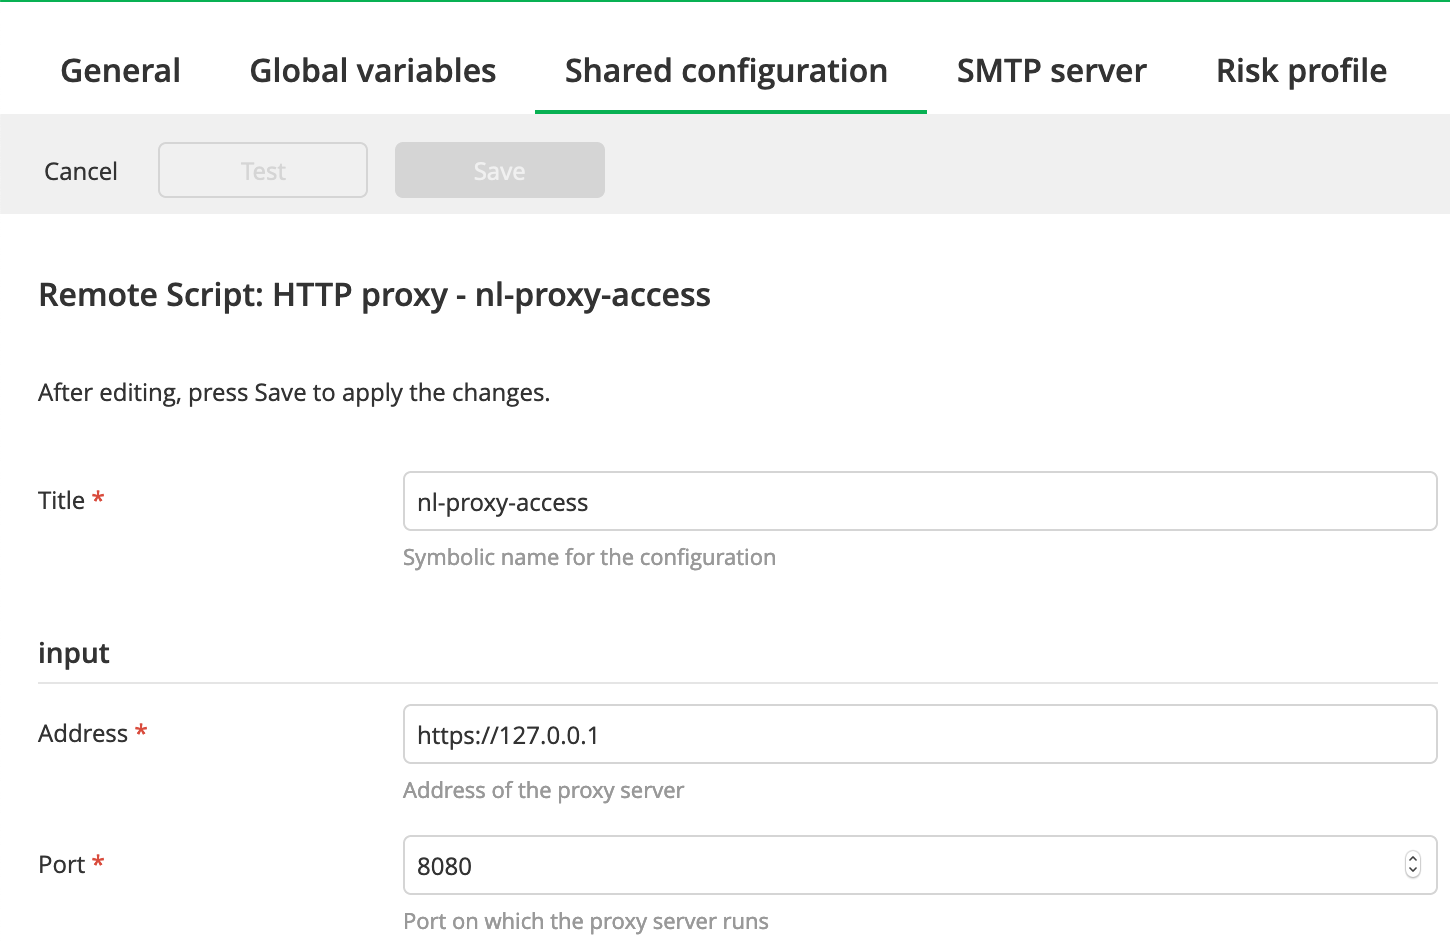 General Global variables Shared configuration SMTP server Risk profile
Cancel Test Save
Remote Script: HTTP proxy - nl-proxy-access
After editing, press Save to apply the changes.
Title * nl-proxy-access
Symbolic name for the configuration
input
Address * https://127.0.0.1
Address of the proxy server
Port * 8080
Port on which the proxy server runs